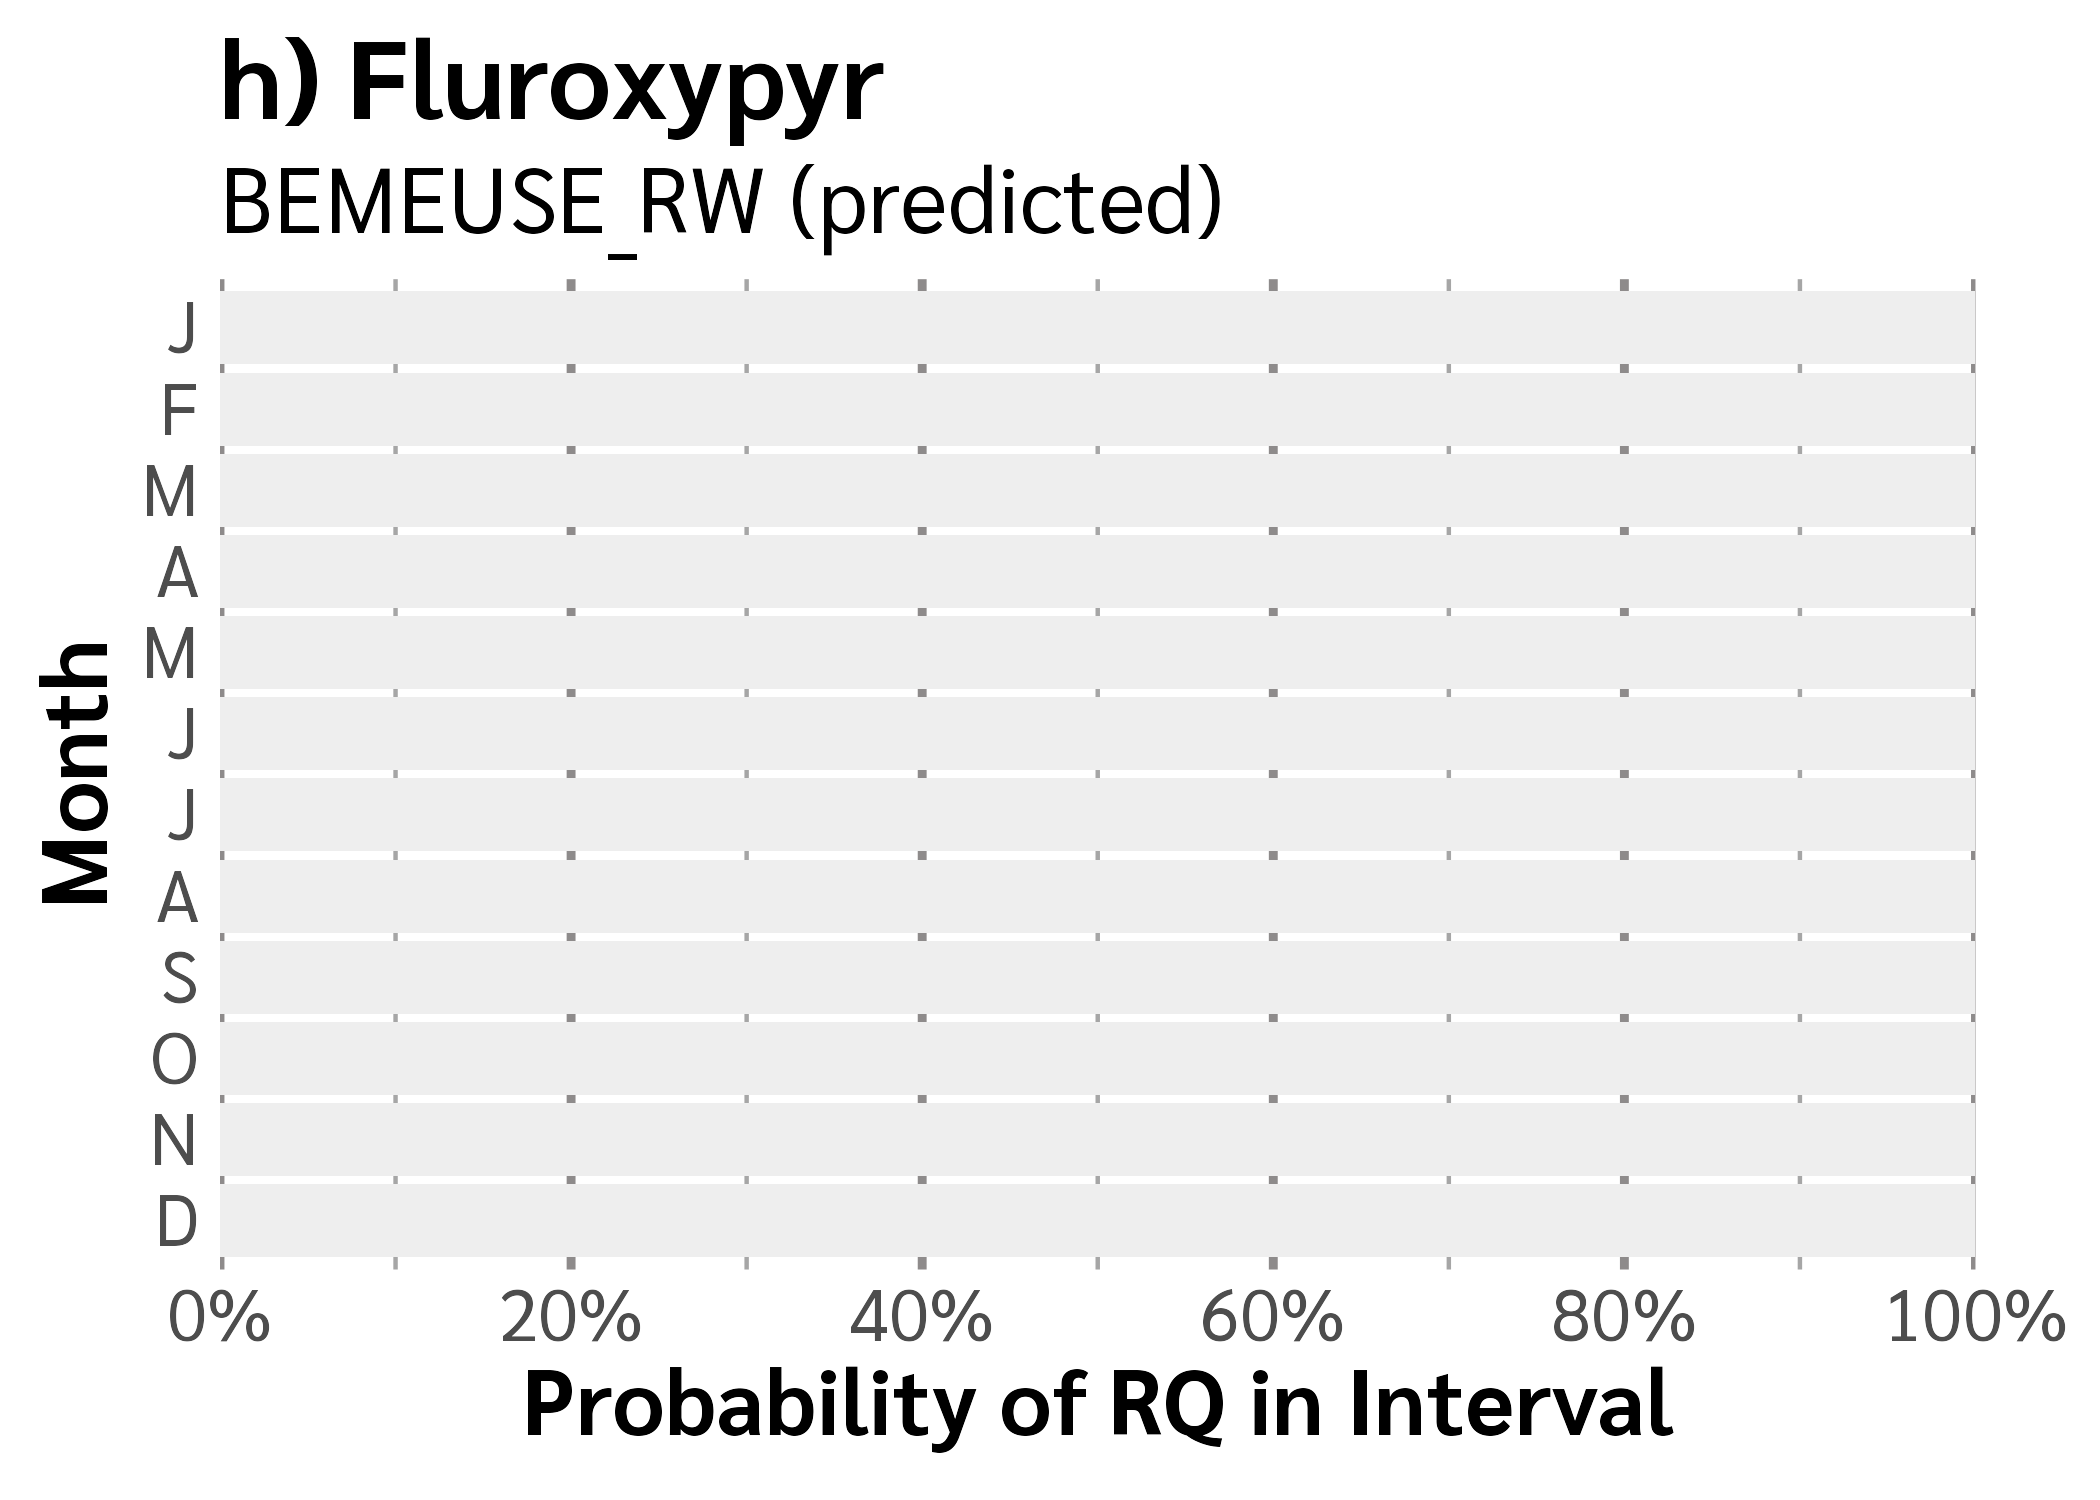 h) Fluroxypyr
BEMEUSE_RW (predicted)
J
F
M
A
M
J
J
A
S
O
N
D
Month
0% 20% 40% 60% 80% 100%
Probability of RQ in Interval